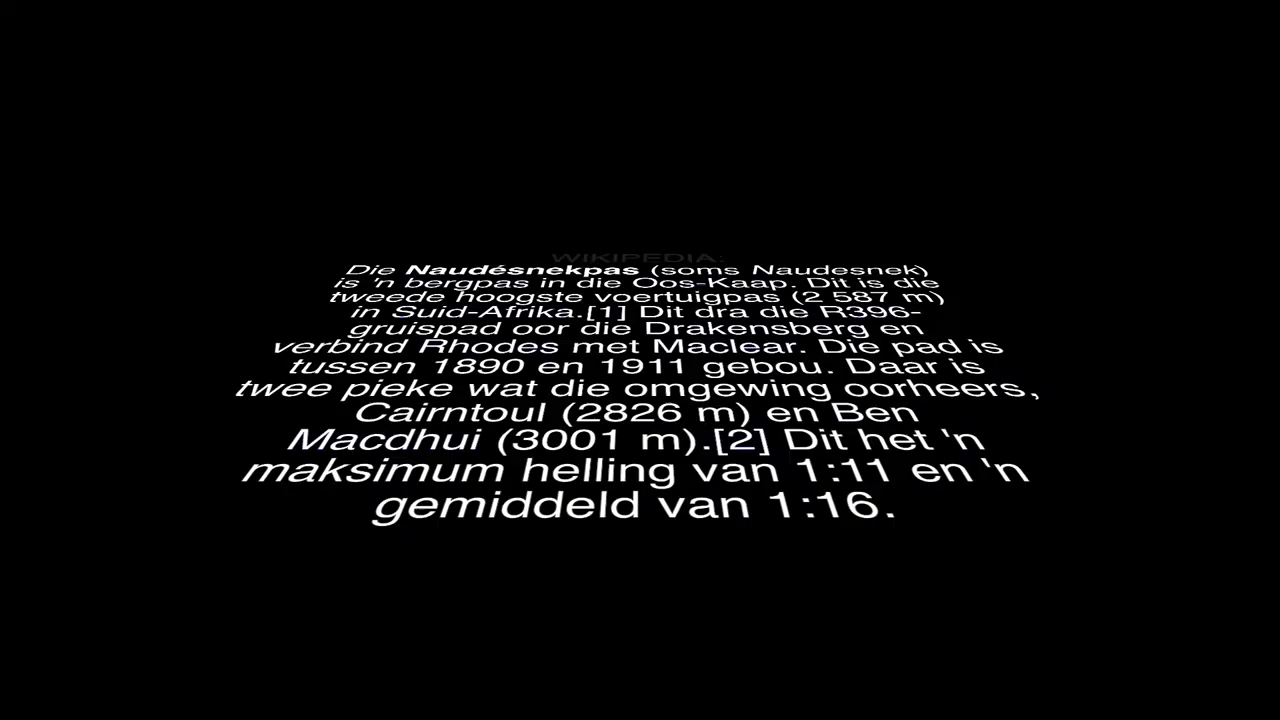 WIKIPEDIA:
Die Naudésnekpas (soms Naudesnek)
is 'n bergpas in die Oos-Kaap. Dit is die
tweede hoogste voertuigpas (2 587 m)
in Suid-Afrika.[1] Dit dra die R396-
gruispad oor die Drakensberg en
verbind Rhodes met Maclear. Die pad is
tussen 1890 en 1911 gebou. Daar is
twee pieke wat die omgewing oorheers,
Cairntoul (2826 m) en Ben
Macdhui (3001 m).[2] Dit het 'n
maksimum helling van 1:11 en 'n
gemiddeld van 1:16.